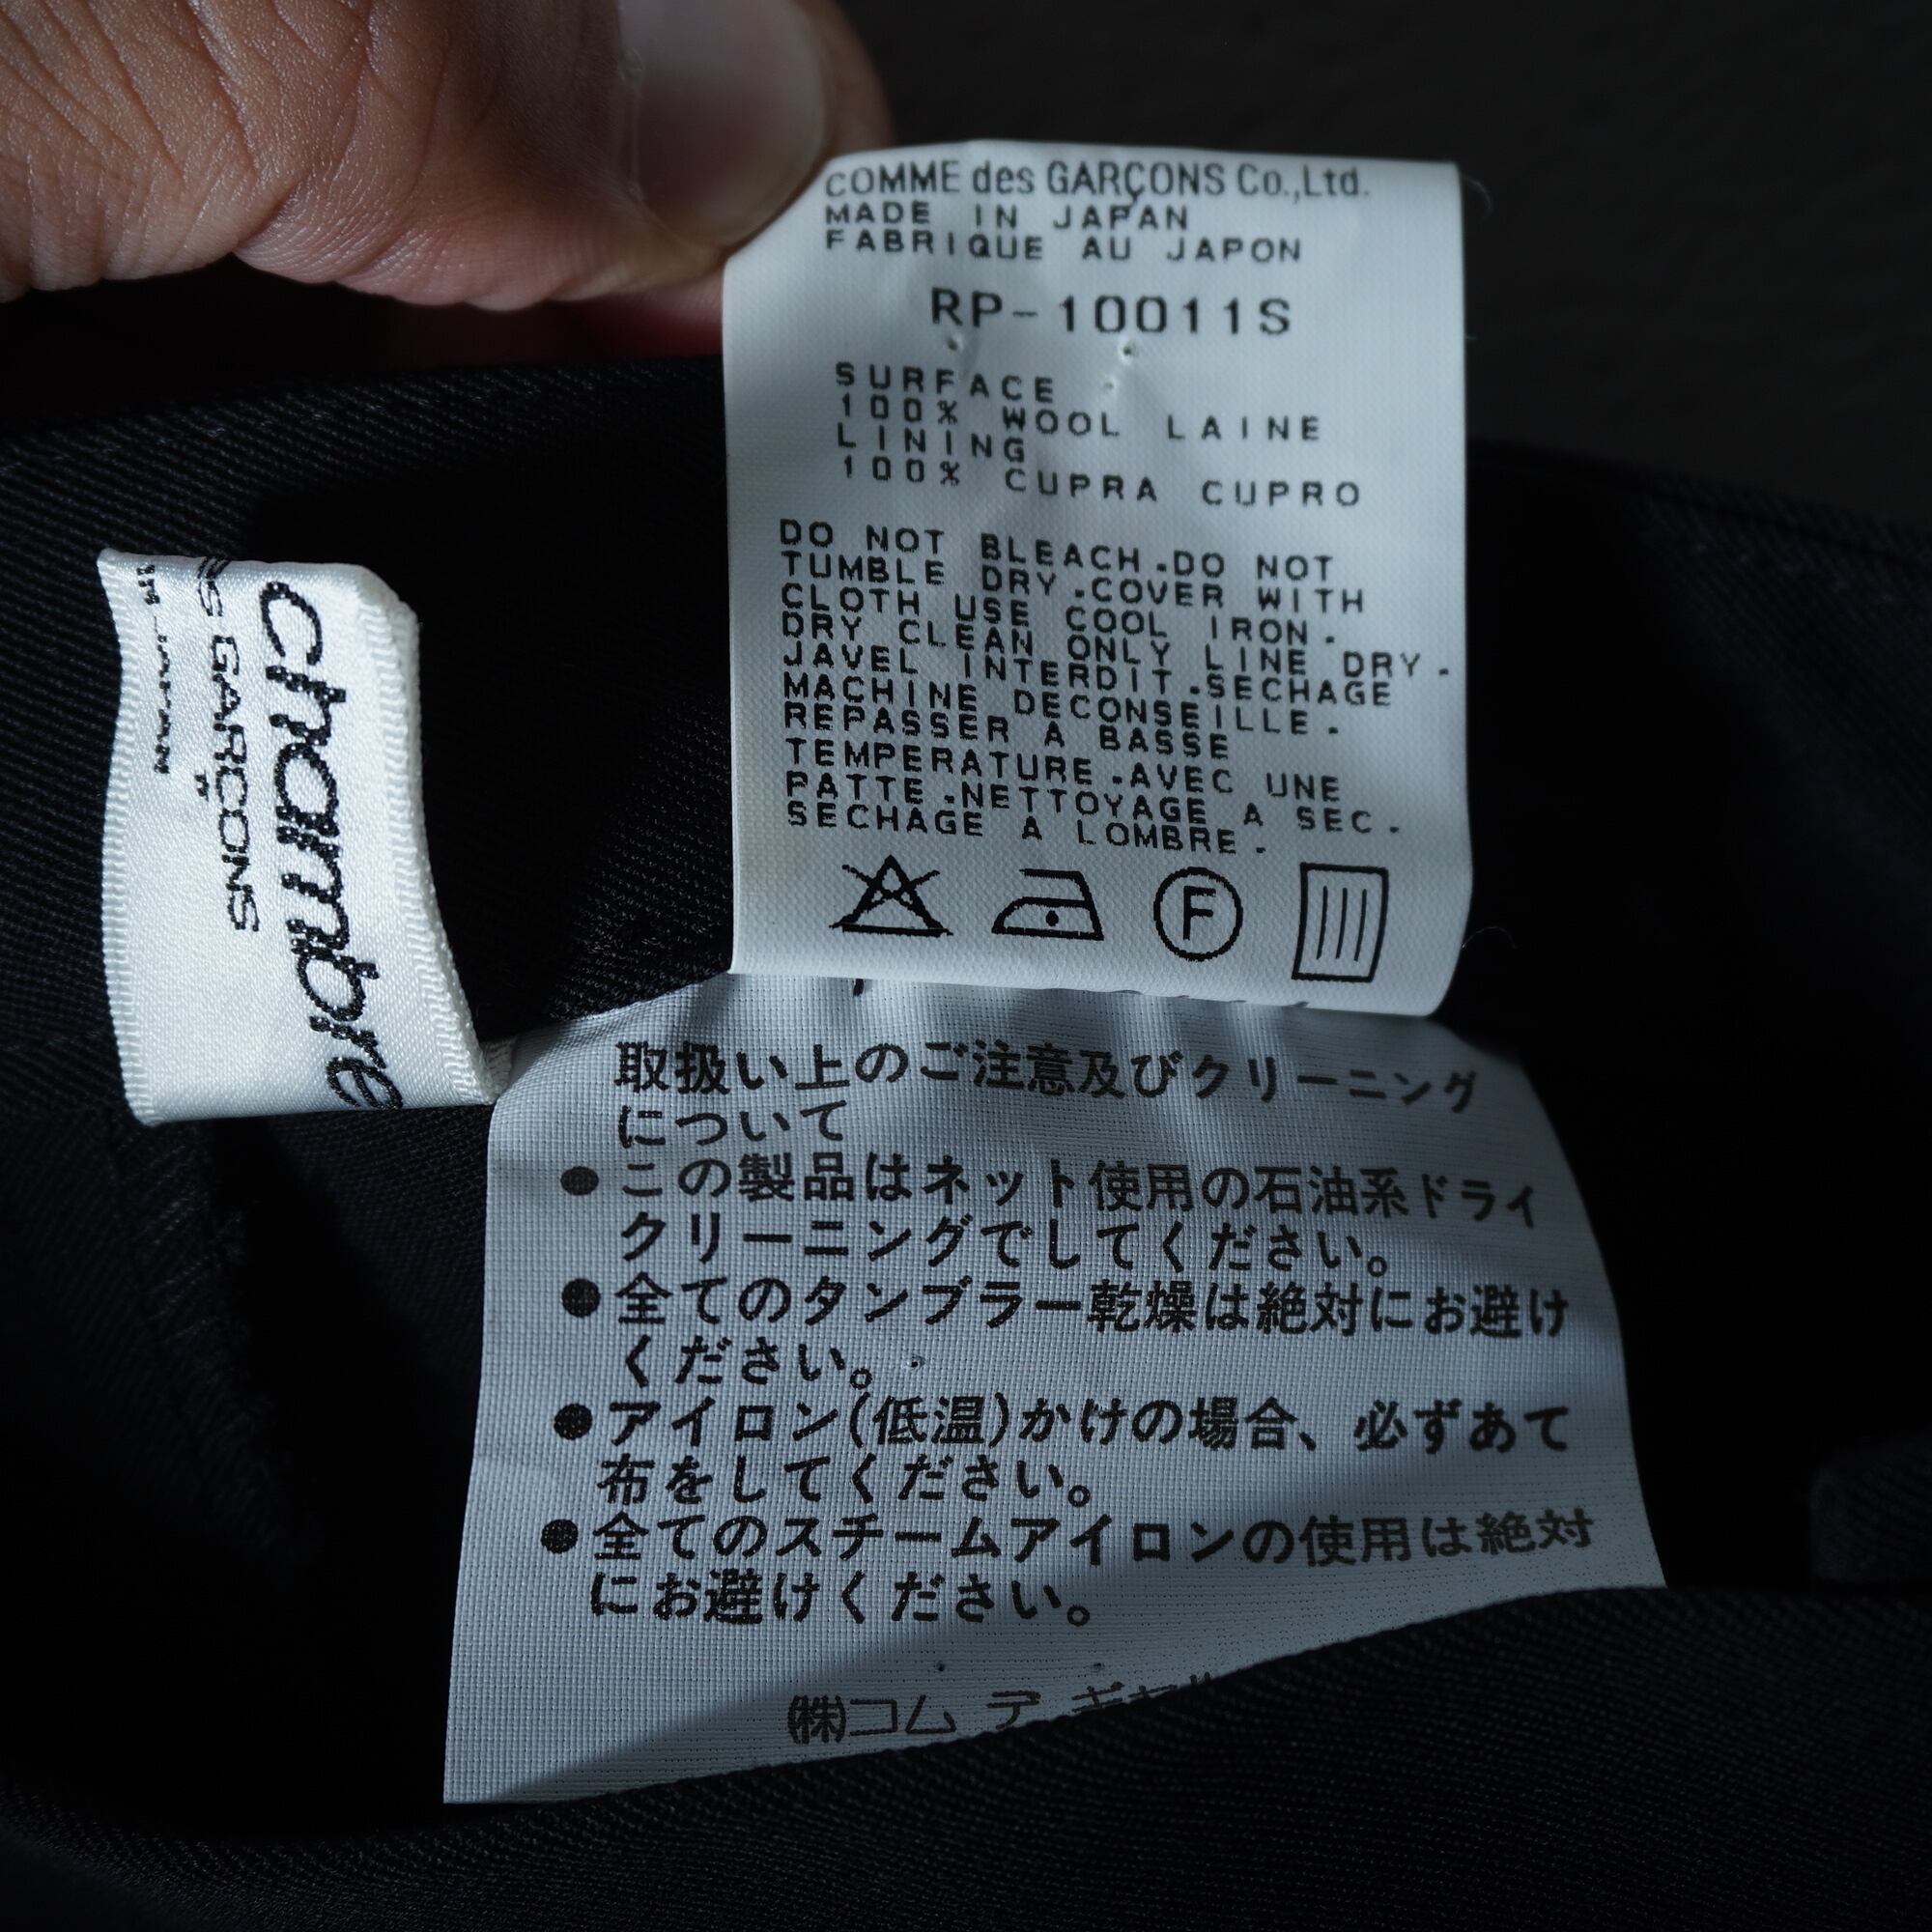 COMME des GARÇONS Co.,Ltd.
MADE IN JAPAN
FABRIQUE AU JAPON
RP-10011S
SURFACE
100% WOOL LAINE
LINING
100% CUPRA CUPRO
DO NOT BLEACH.DO NOT
TUMBLE DRY.COVER WITH
CLOTH USE COOL IRON.
DRY CLEAN ONLY LINE DRY.
JAVEL INTERDIT.SECHAGE
MACHINE DECONSEILLE.
REPASSER A BASSE
TEMPERATURE.AVEC UNE
PATTE.NETTOYAGE A SEC.
SECHAGE A LOMBRE.
F
chambre
GARÇONS
JAPAN
取扱い上のご注意及びクリーニング
について
●この製品はネット使用の石油系ドライ
クリーニングでしてください。
●全てのタンブラー乾燥は絶対にお避け
ください。
●アイロン(低温)かけの場合、必ずあて
布をしてください。
●全てのスチームアイロンの使用は絶対
にお避けください。
㈱コム デ ギャル